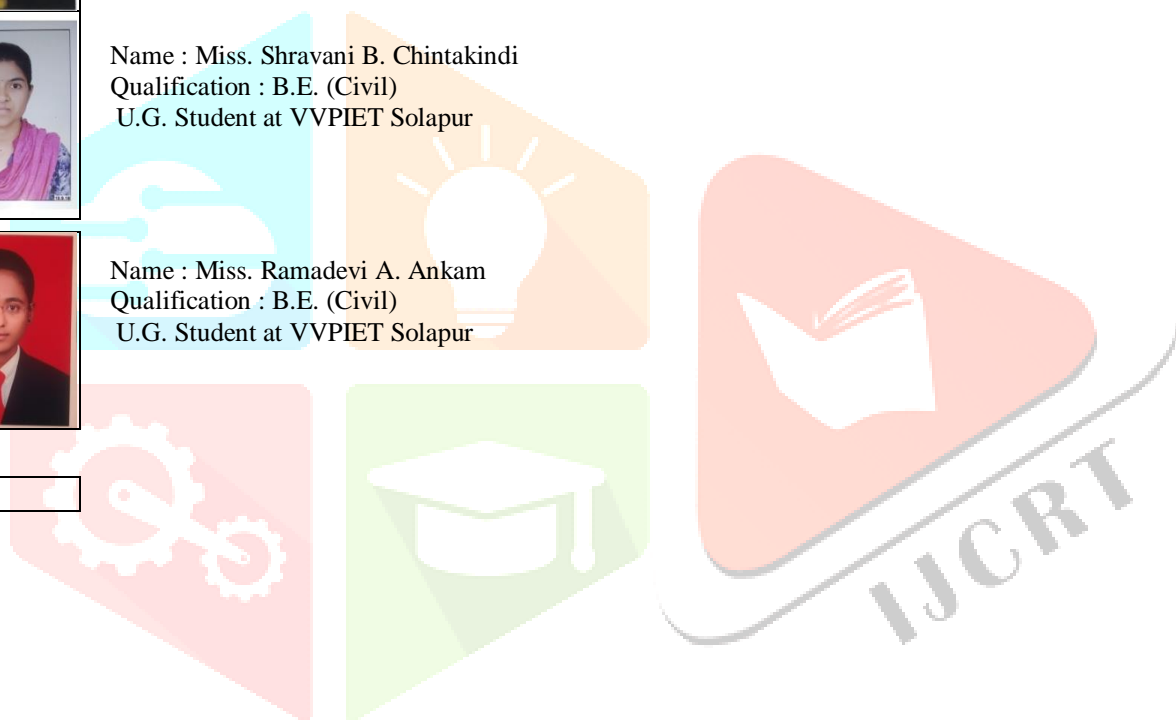 Name : Miss. Shravani B. Chintakindi
Qualification : B.E. (Civil)
U.G. Student at VVPIET Solapur
Name : Miss. Ramadevi A. Ankam
Qualification : B.E. (Civil)
U.G. Student at VVPIET Solapur
IJCRT